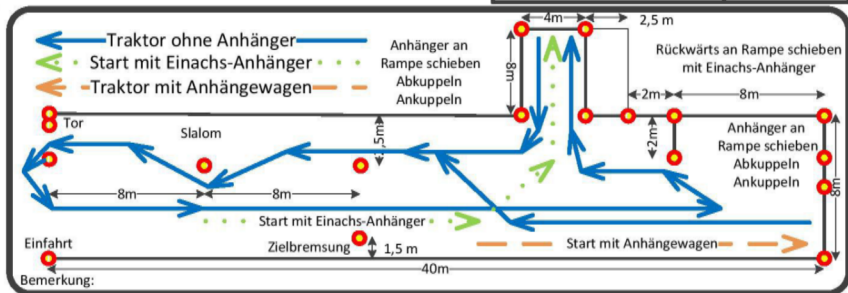 4m
2,5 m
Traktor ohne Anhänger
Start mit Einachs-Anhänger
Traktor mit Anhängewagen
Anhänger an
Rampe schieben
Abkuppeln
Ankuppeln
8m
Rückwärts an Rampe schieben
mit Einachs-Anhänger
2m
8m
Tor
Slalom
2m
Anhänger an
Rampe schieben
Abkuppeln
Ankuppeln
8m
8m
8m
Start mit Einachs-Anhänger
Einfahrt
Zielbremsung
1,5 m
Start mit Anhängewagen
40m
Bemerkung: